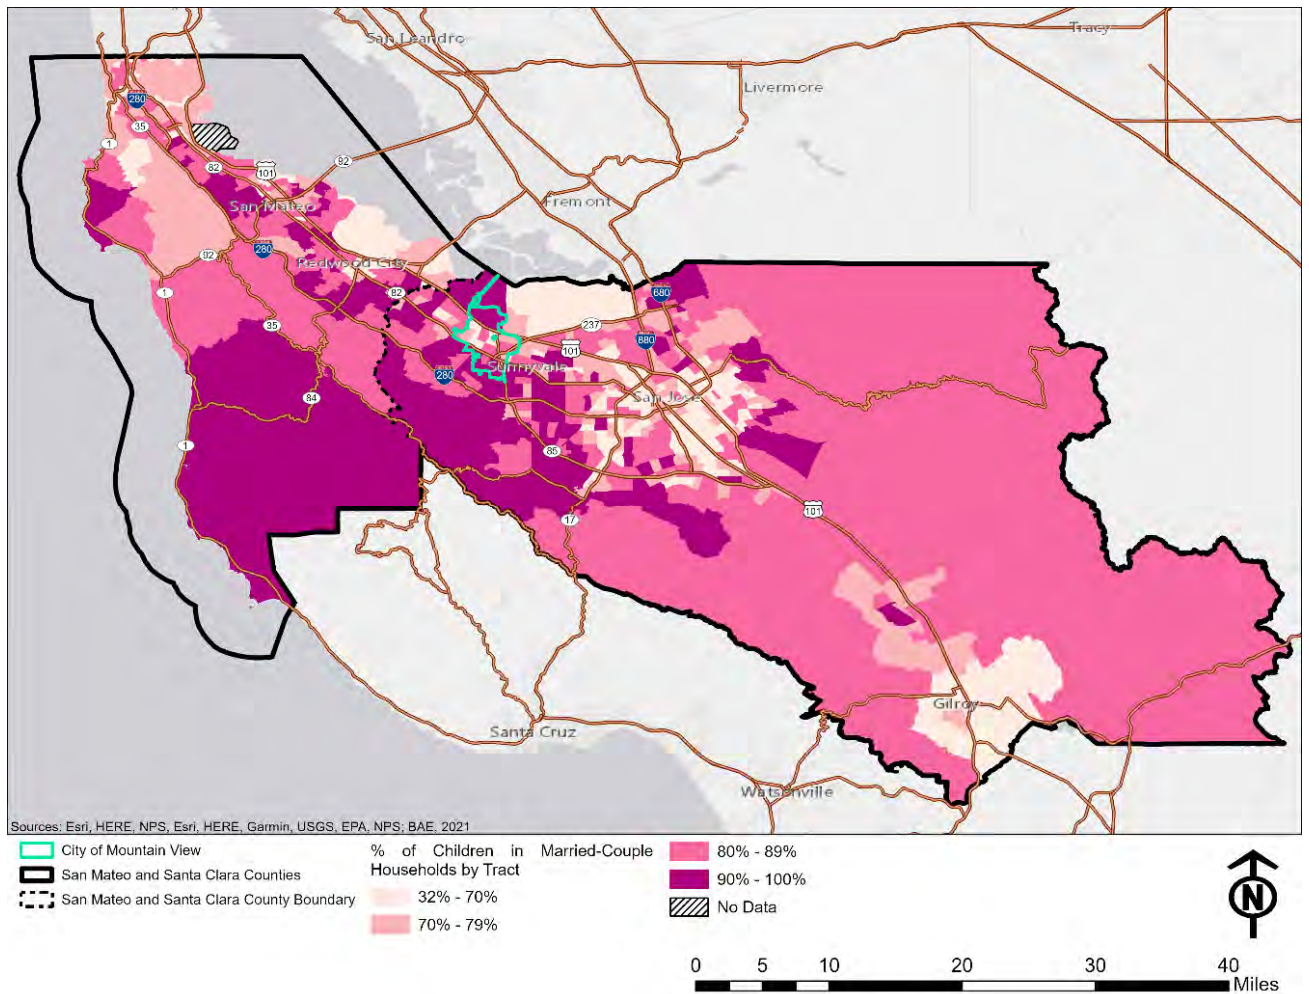 San Leandro
Tracy
Livermore
280
35
1
82
101
92
Fremont
San Mateo
92
280
Redwood City
82
1
680
35
237
101
880
Sunnyvale
280
84
San Jose
1
85
101
17
Gilroy
Santa Cruz
Watsonville
Sources: Esri, HERE, NPS, Esri, HERE, Garmin, USGS, EPA, NPS; BAE, 2021
City of Mountain View
San Mateo and Santa Clara Counties
San Mateo and Santa Clara County Boundary
% of Children in Married-Couple
Households by Tract
32% - 70%
70% - 79%
80% - 89%
90% - 100%
No Data
N
0 5 10 20 30 40
Miles